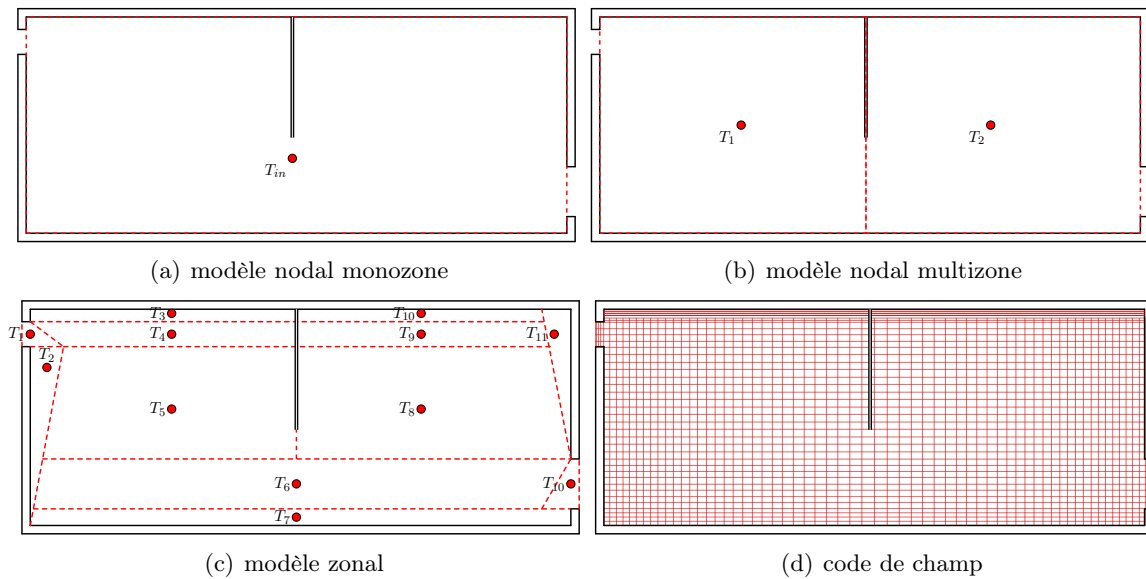 T_in
T_1
T_2
(a) modèle nodal monozone
(b) modèle nodal multizone
T_3
T_10
T_1
T_4
T_9
T_11
T_2
T_5
T_8
T_6
T_10
T_7
(c) modèle zonal
(d) code de champ